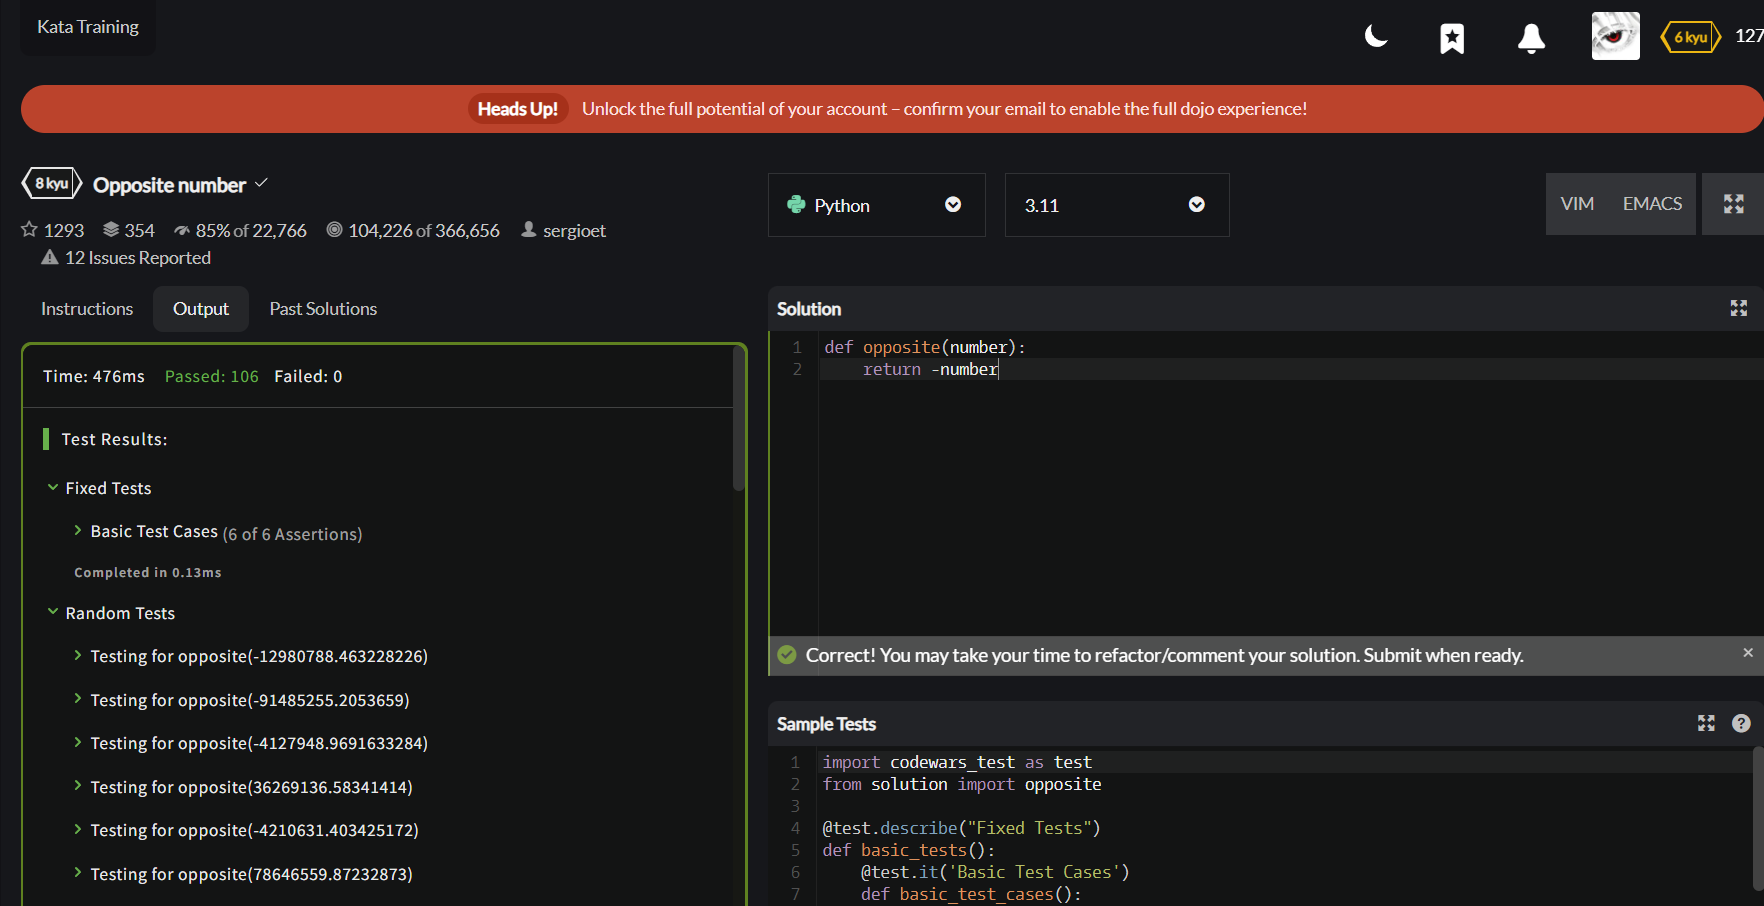 Kata Training
6 kyu 127
Heads Up! Unlock the full potential of your account – confirm your email to enable the full dojo experience!
8 kyu Opposite number
1293 354 85% of 22,766 104,226 of 366,656 sergioet
12 Issues Reported
Instructions Output Past Solutions
Time: 476ms Passed: 106 Failed: 0
Test Results:
Fixed Tests
Basic Test Cases (6 of 6 Assertions)
Completed in 0.13ms
Random Tests
Testing for opposite(-12980788.463228226)
Testing for opposite(-91485255.2053659)
Testing for opposite(-4127948.9691633284)
Testing for opposite(36269136.58341414)
Testing for opposite(-4210631.403425172)
Testing for opposite(78646559.87232873)
Python 3.11 VIM EMACS
Solution
1 def opposite(number):
2 return -number
Correct! You may take your time to refactor/comment your solution. Submit when ready.
Sample Tests
1 import codewars_test as test
2 from solution import opposite
3
4 @test.describe("Fixed Tests")
5 def basic_tests():
6 @test.it('Basic Test Cases')
7 def basic_test_cases():